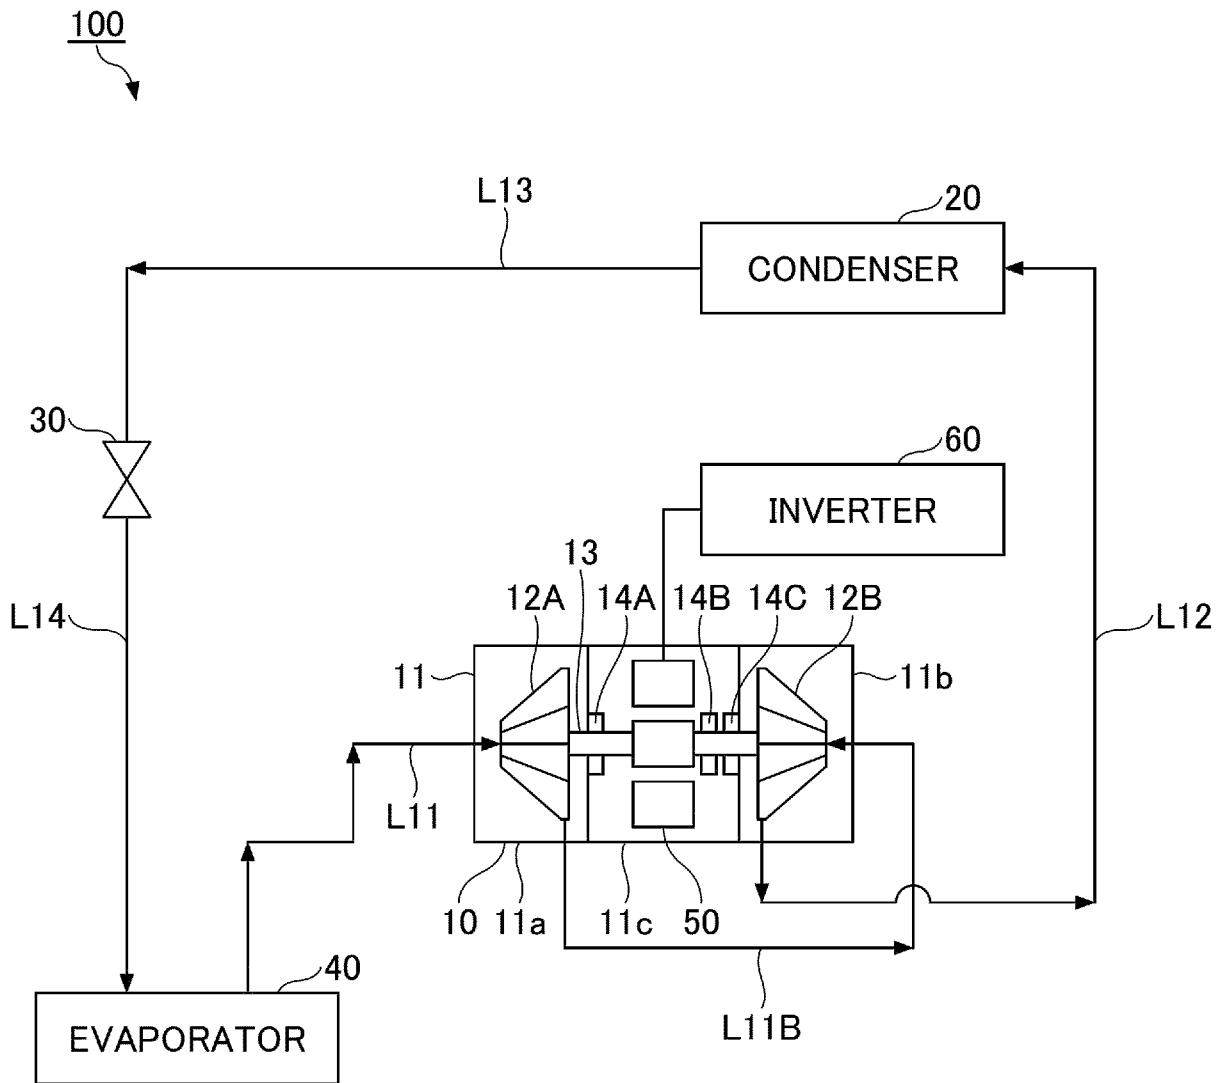 100
L13
20
CONDENSER
30
60
INVERTER
13
12A 14A 14B 14C 12B
L14
L12
11
11b
L11
10 11a 11c 50
40
EVAPORATOR
L11B